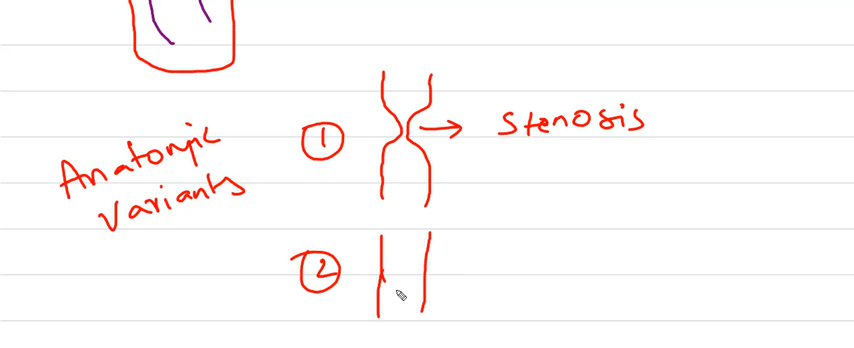 ① Stenosis
Anatomic
Variants
②